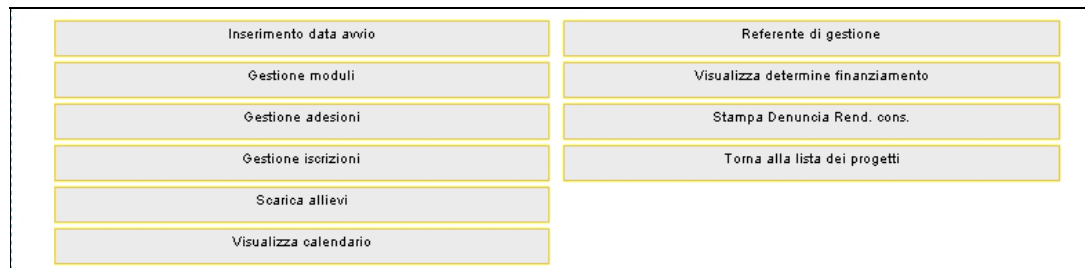 Inserimento data avvio
Gestione moduli
Gestione adesioni
Gestione iscrizioni
Scarica allievi
Visualizza calendario
Referente di gestione
Visualizza determine finanziamento
Stampa Denuncia Rend. cons.
Torna alla lista dei progetti